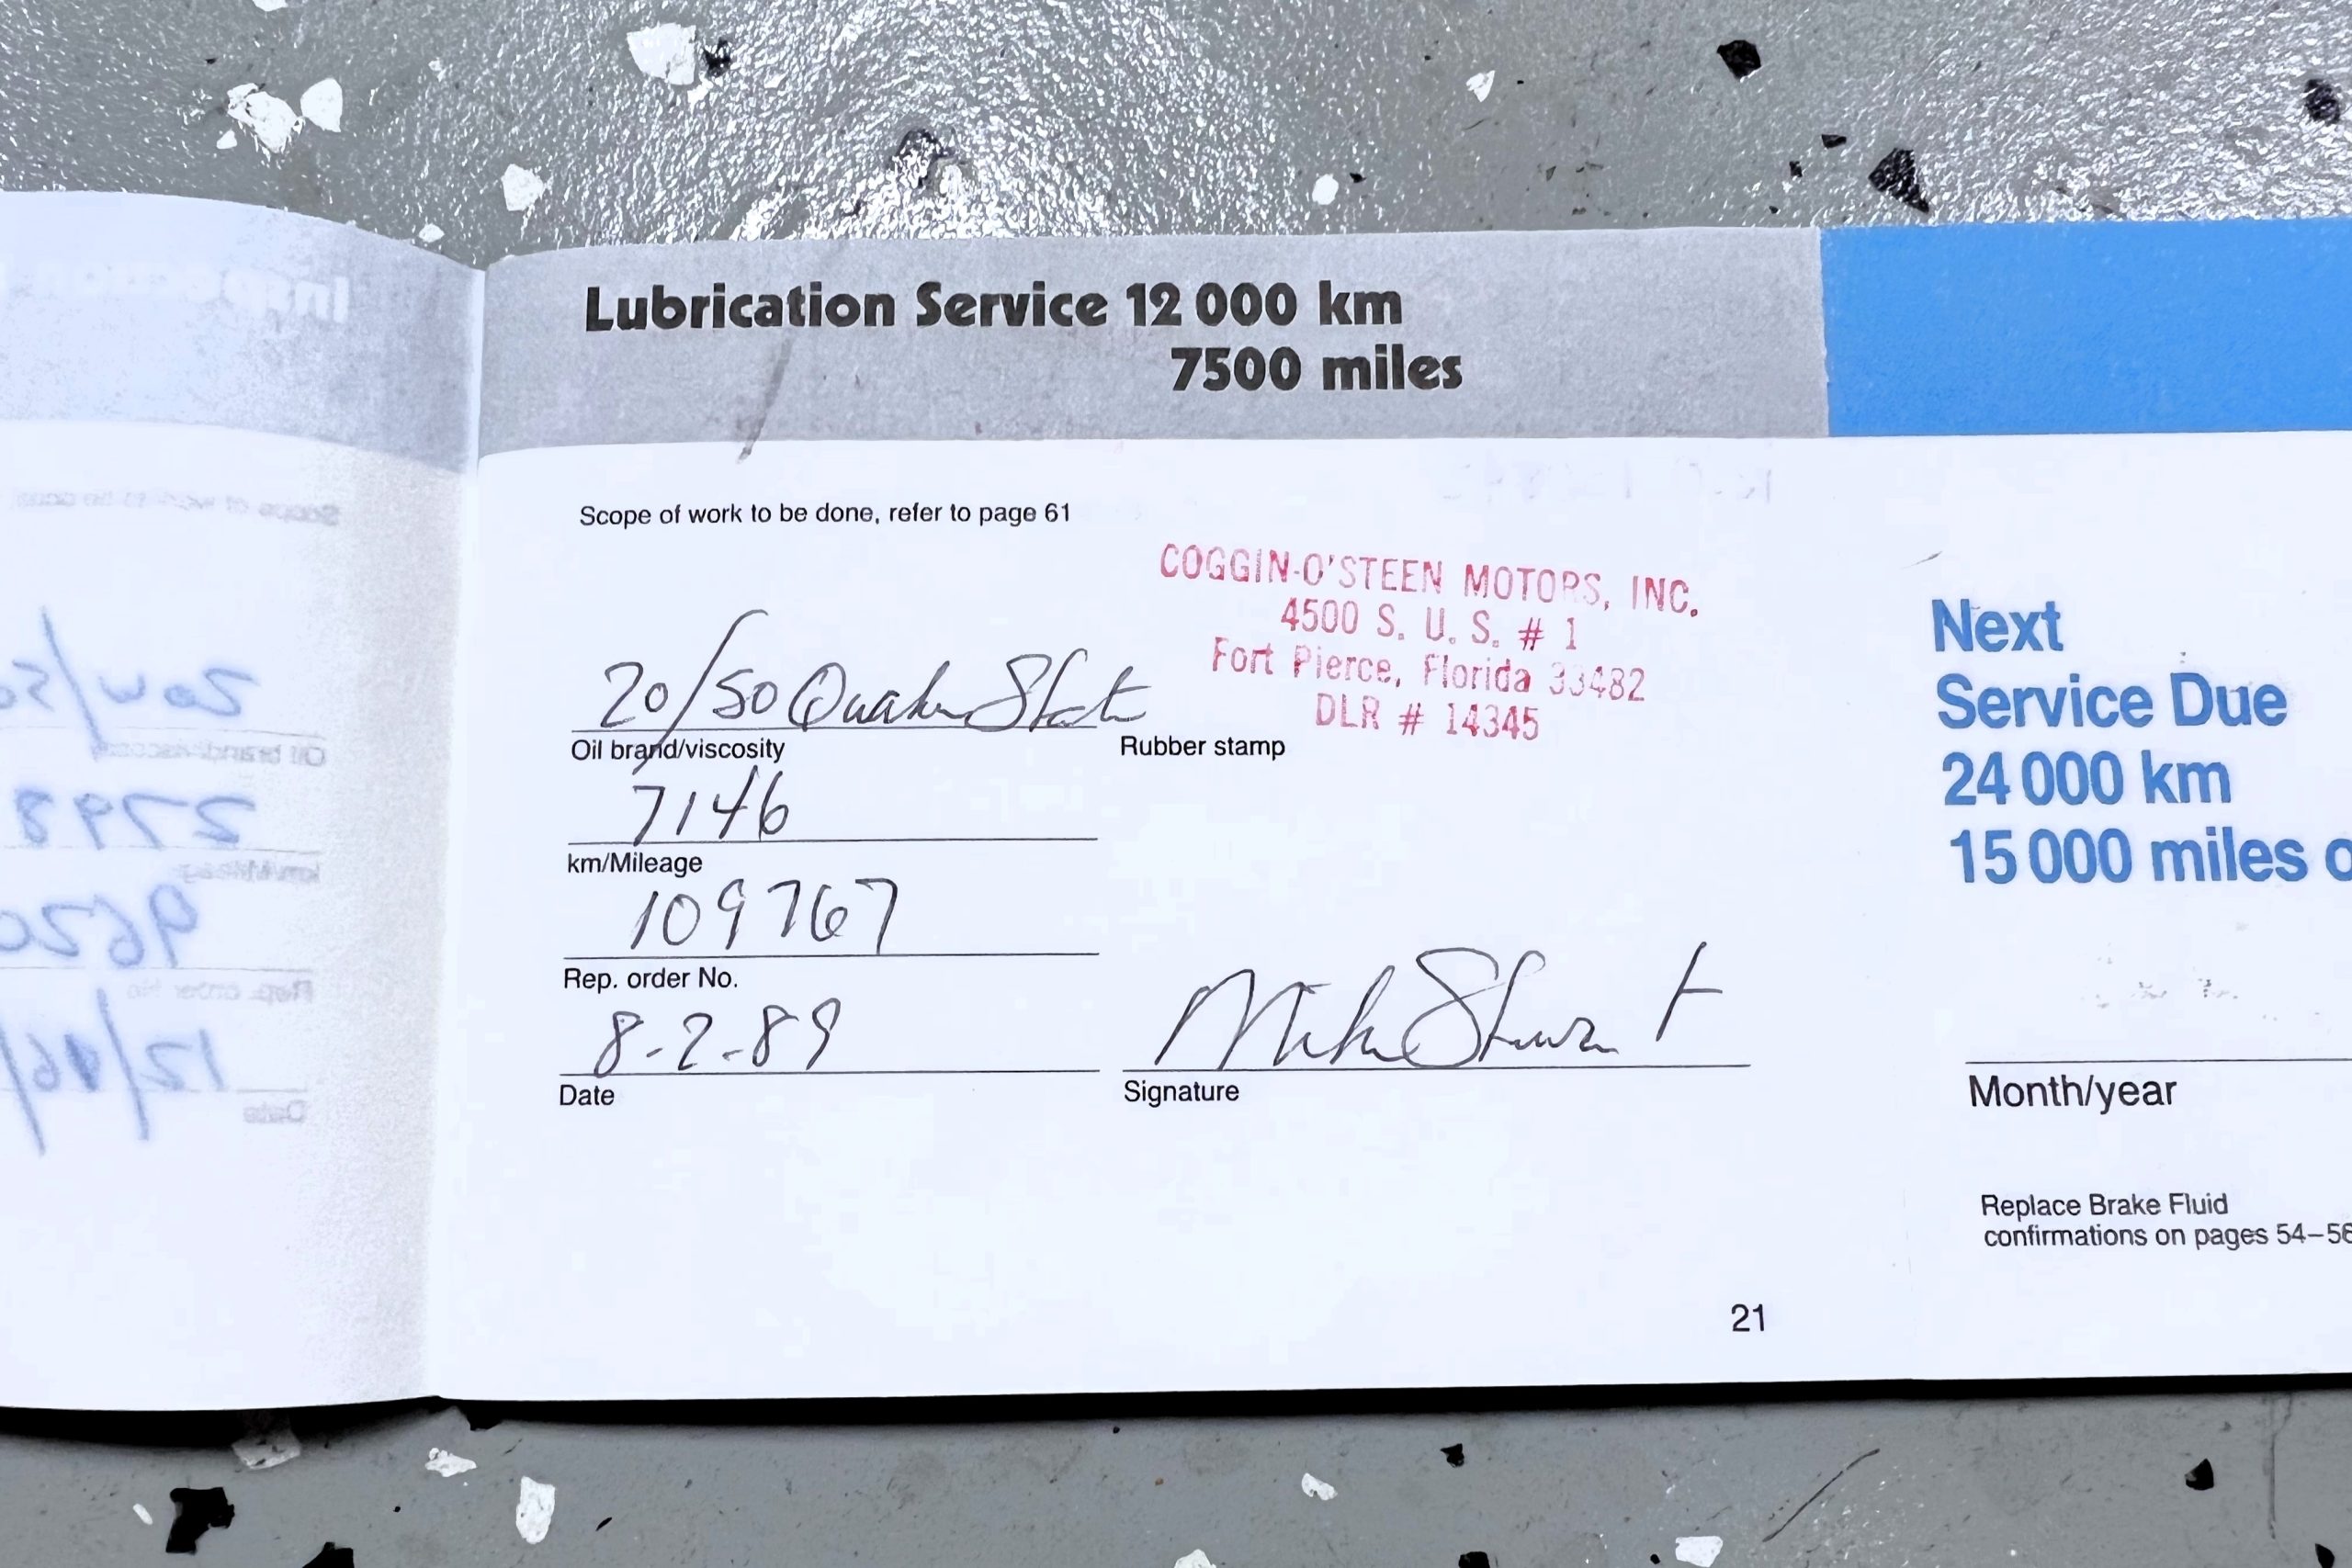 Lubrication Service 12 000 km
7500 miles
Scope of work to be done, refer to page 61
COGGIN-O'STEEN MOTORS, INC.
4500 S. U. S. # 1
Fort Pierce, Florida 33482
DLR # 14345
20/50 Quaker State
Oil brand/viscosity
Rubber stamp
7146
km/Mileage
109767
Rep. order No.
8-2-89
Date
Mike Stewart
Signature
21
Next
Service Due
24 000 km
15 000 miles o
Month/year
Replace Brake Fluid
confirmations on pages 54–56